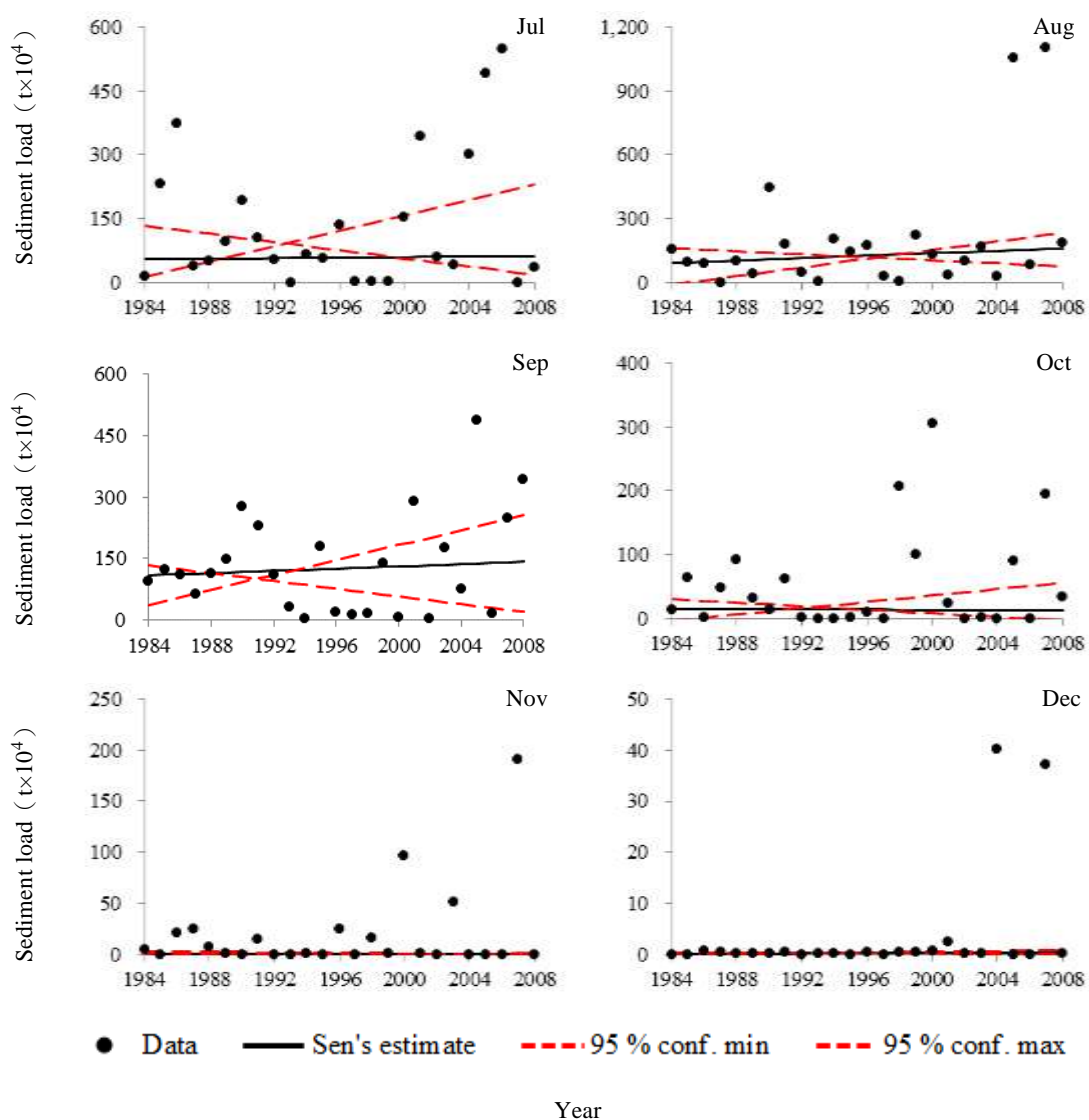 Jul
Sediment load ( t×10⁴)
600
450
300
150
0
1984 1988 1992 1996 2000 2004 2008
Aug
1,200
900
600
300
0
1984 1988 1992 1996 2000 2004 2008
Sep
Sediment load ( t×10⁴)
600
450
300
150
0
1984 1988 1992 1996 2000 2004 2008
Oct
400
300
200
100
0
1984 1988 1992 1996 2000 2004 2008
Nov
Sediment load ( t×10⁴)
250
200
150
100
50
0
1984 1988 1992 1996 2000 2004 2008
Dec
50
40
30
20
10
0
1984 1988 1992 1996 2000 2004 2008
Data Sen's estimate 95 % conf. min 95 % conf. max
Year